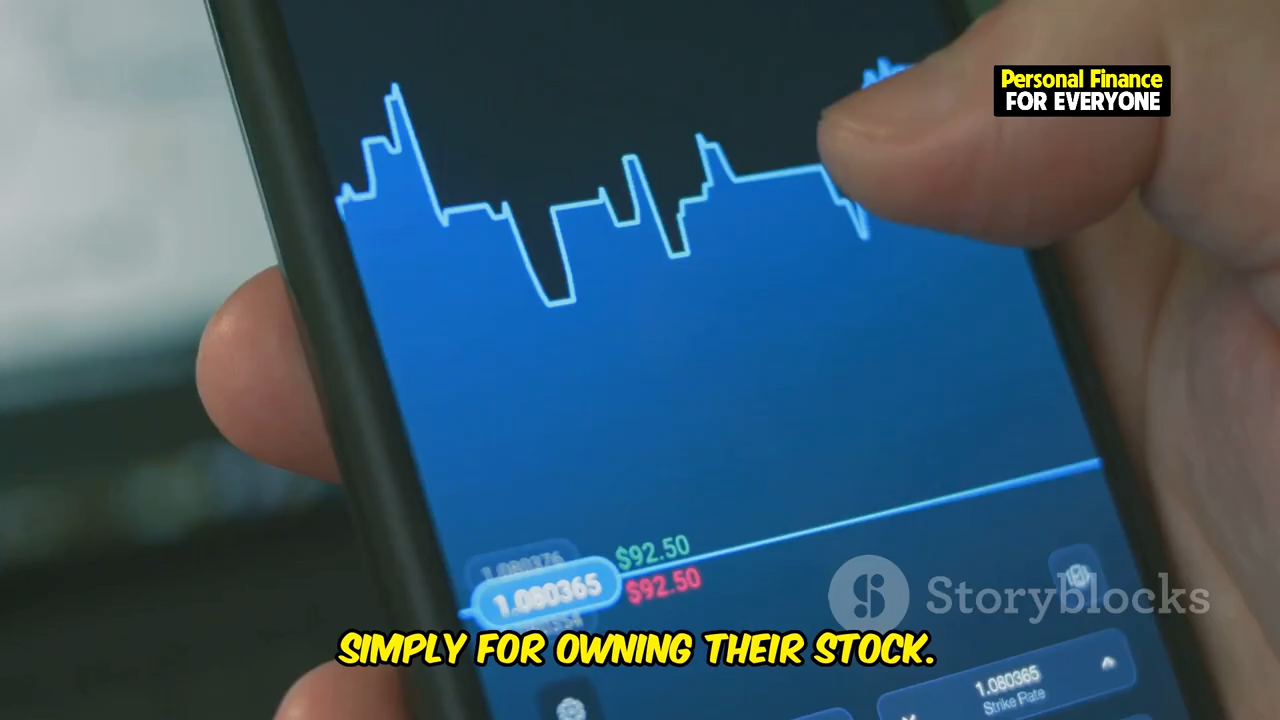 Personal Finance
FOR EVERYONE
$92.50
1.080365
$92.50
Storyblocks
SIMPLY FOR OWNING THEIR STOCK.
1.080365
Strike Rate